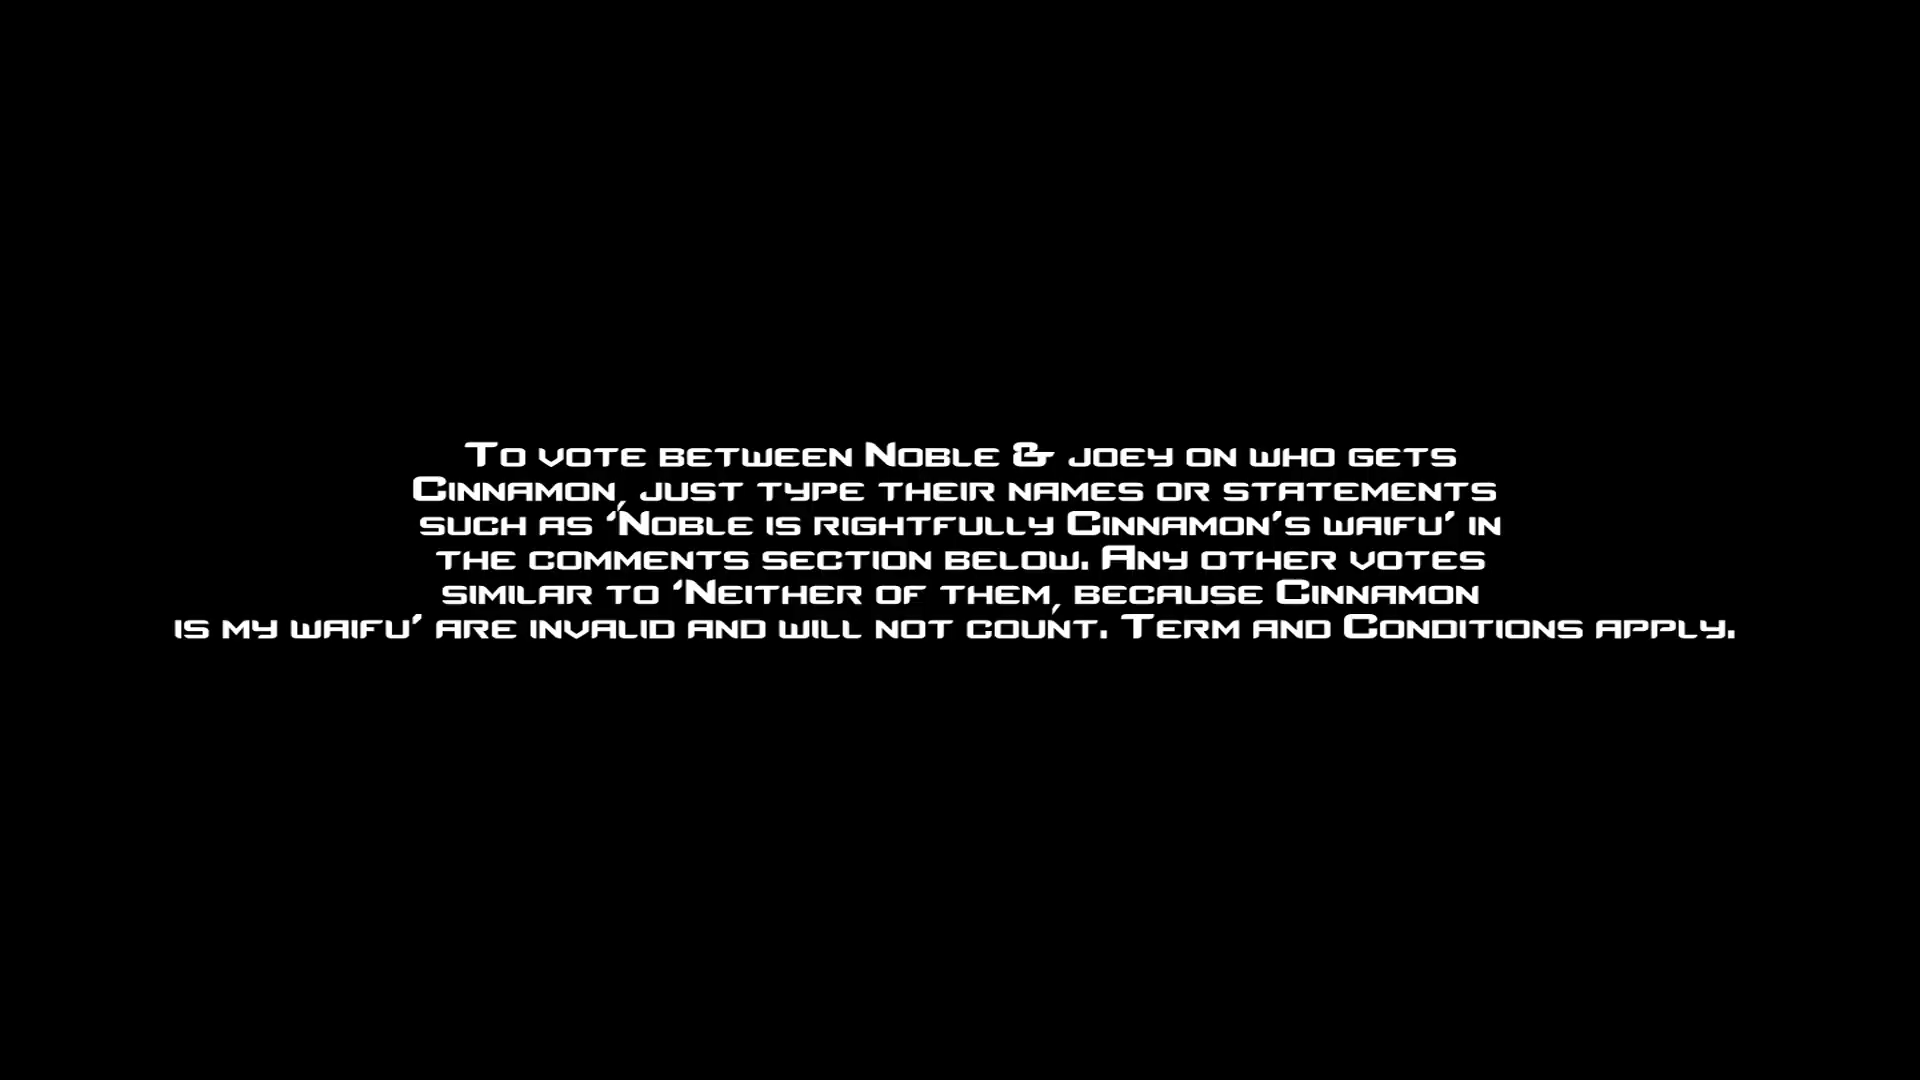 To vote between Noble & joey on who gets
Cinnamon, just type their names or statements
such as ‘Noble is rightfully Cinnamon’s waifu’ in
the comments section below. Any other votes
similar to ‘Neither of them, because Cinnamon
is my waifu’ are invalid and will not count. Term and Conditions apply.